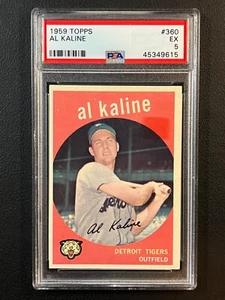 1959 TOPPS #360
AL KALINE EX
PSA 5
45349615
al kaline
Al Kaline
DETROIT TIGERS
OUTFIELD